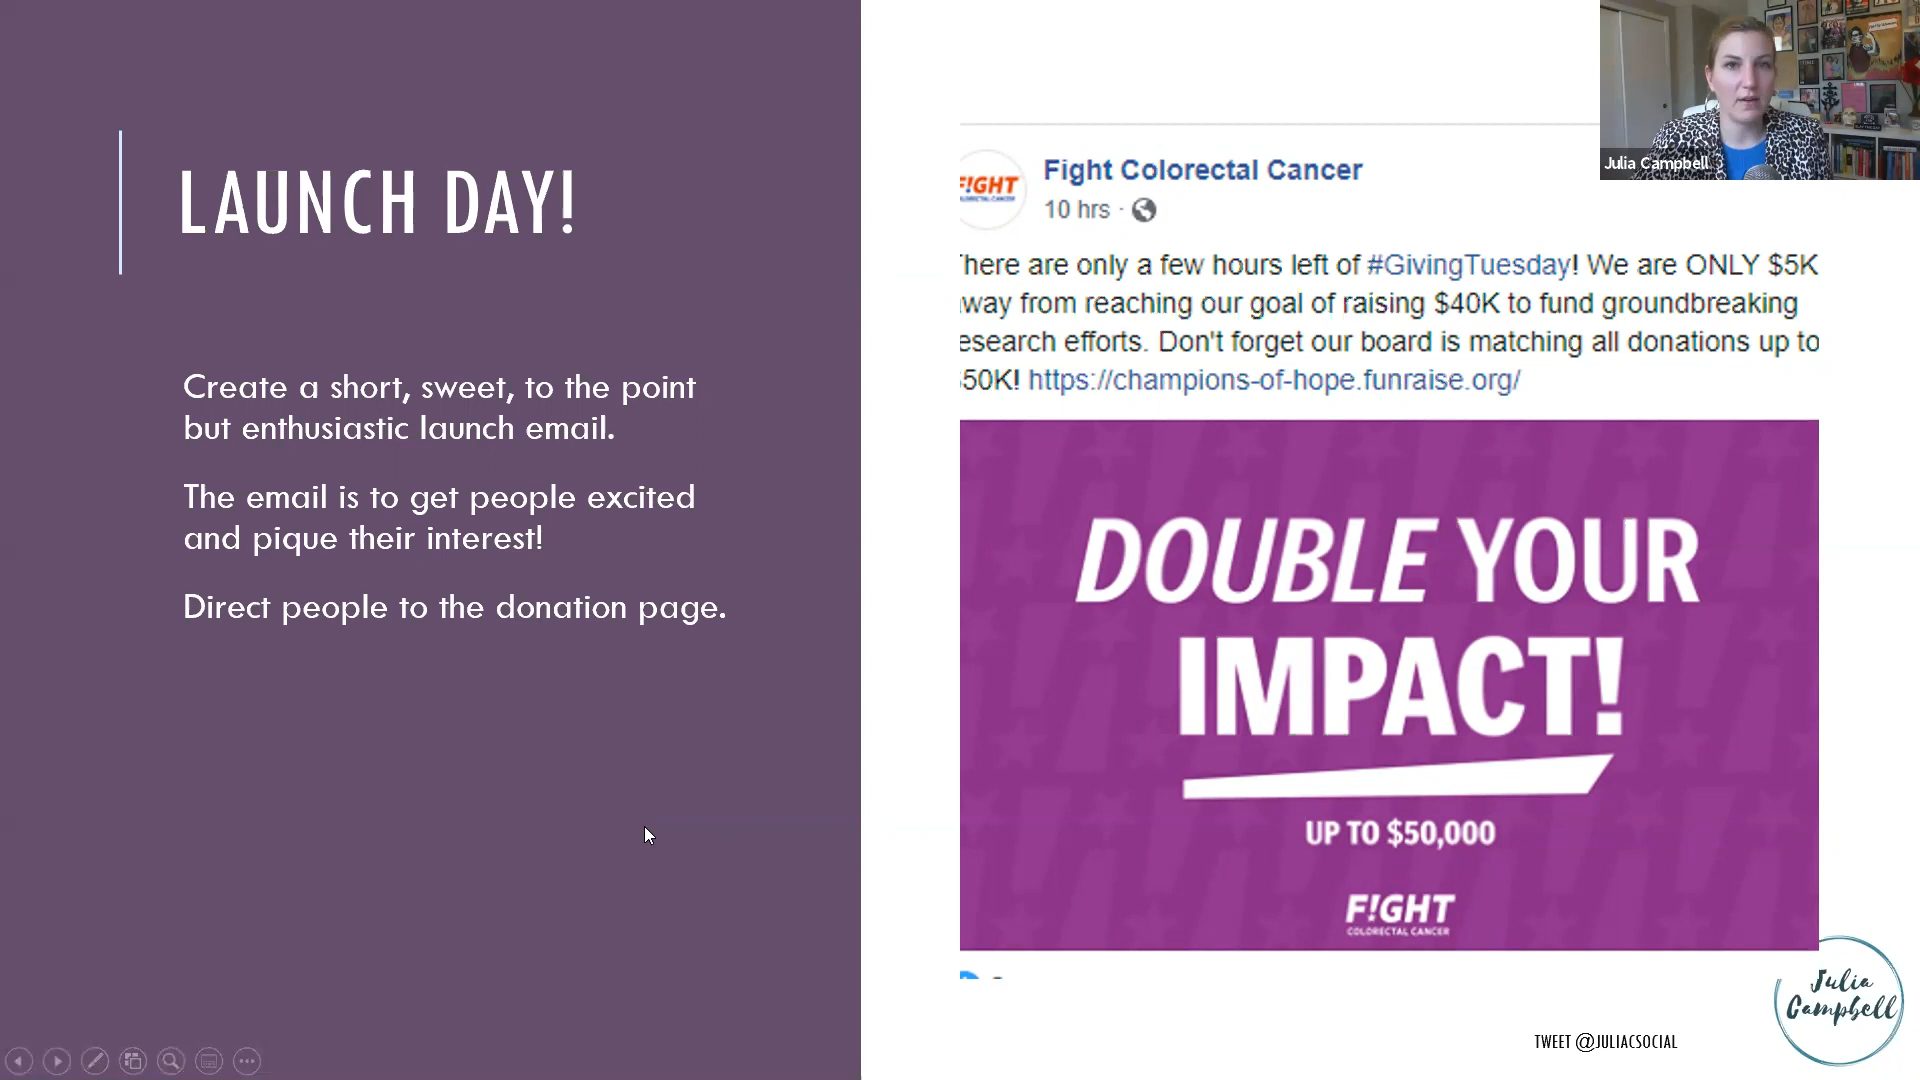 LAUNCH DAY!
Create a short, sweet, to the point
but enthusiastic launch email.
The email is to get people excited
and pique their interest!
Direct people to the donation page.
F!GHT
COLORECTAL CANCER
Fight Colorectal Cancer
10 hrs ·
here are only a few hours left of #GivingTuesday! We are ONLY $5K
way from reaching our goal of raising $40K to fund groundbreaking
esearch efforts. Don't forget our board is matching all donations up to
50K! https://champions-of-hope.funraise.org/
DOUBLE YOUR
IMPACT!
UP TO $50,000
F!GHT
COLORECTAL CANCER
Julia Campbell
Julia
Campbell
TWEET @JULIACSOCIAL